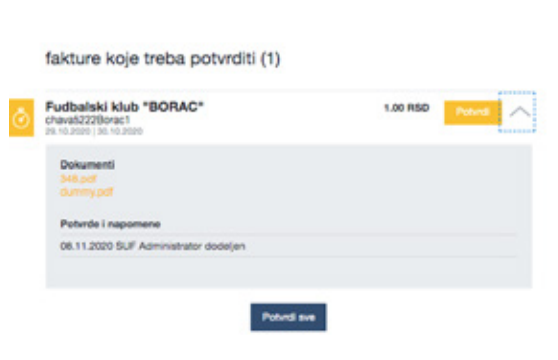 fakture koje treba potvrditi (1)
Fudbalski klub "BORAC"
1.00 RSD
Potvrdi
chava5222Borac1
29.10.2020 | 30.10.2020
Dokumenti
348.pdf
dummy.pdf
Potvrde i napomene
06.11.2020 SUF Administrator dodeljen
Potvrdi sve